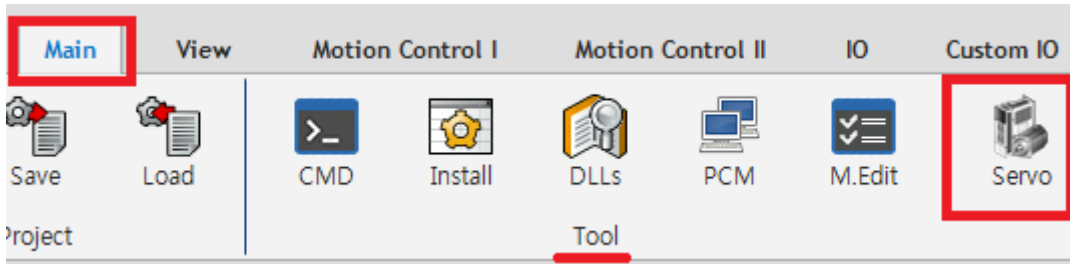 Main View Motion Control I Motion Control II IO Custom IO
Save Load CMD Install DLLs PCM M.Edit Servo
Project Tool